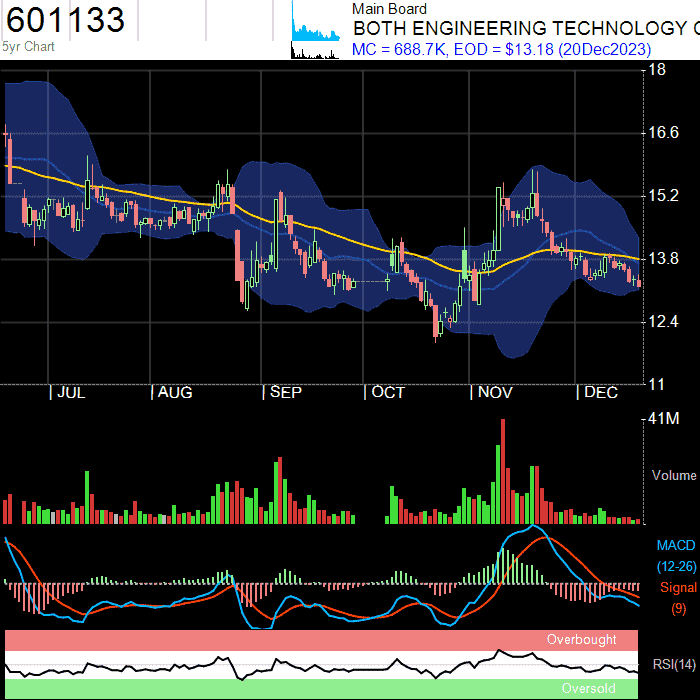 601133
5yr Chart
Main Board
BOTH ENGINEERING TECHNOLOGY C
MC = 688.7K, EOD = $13.18 (20Dec2023)
18
16.6
15.2
13.8
12.4
11
JUL AUG SEP OCT NOV DEC
41M
Volume
MACD
(12-26)
Signal
(9)
Overbought
RSI(14)
Oversold